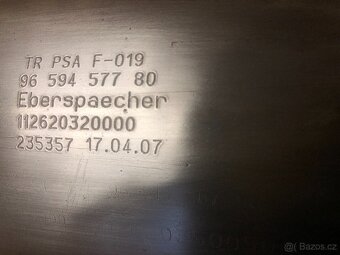 TR PSA F-019
96 594 577 80
Eberspaecher
112620320000
235357 17.04.07
© Bazos.cz